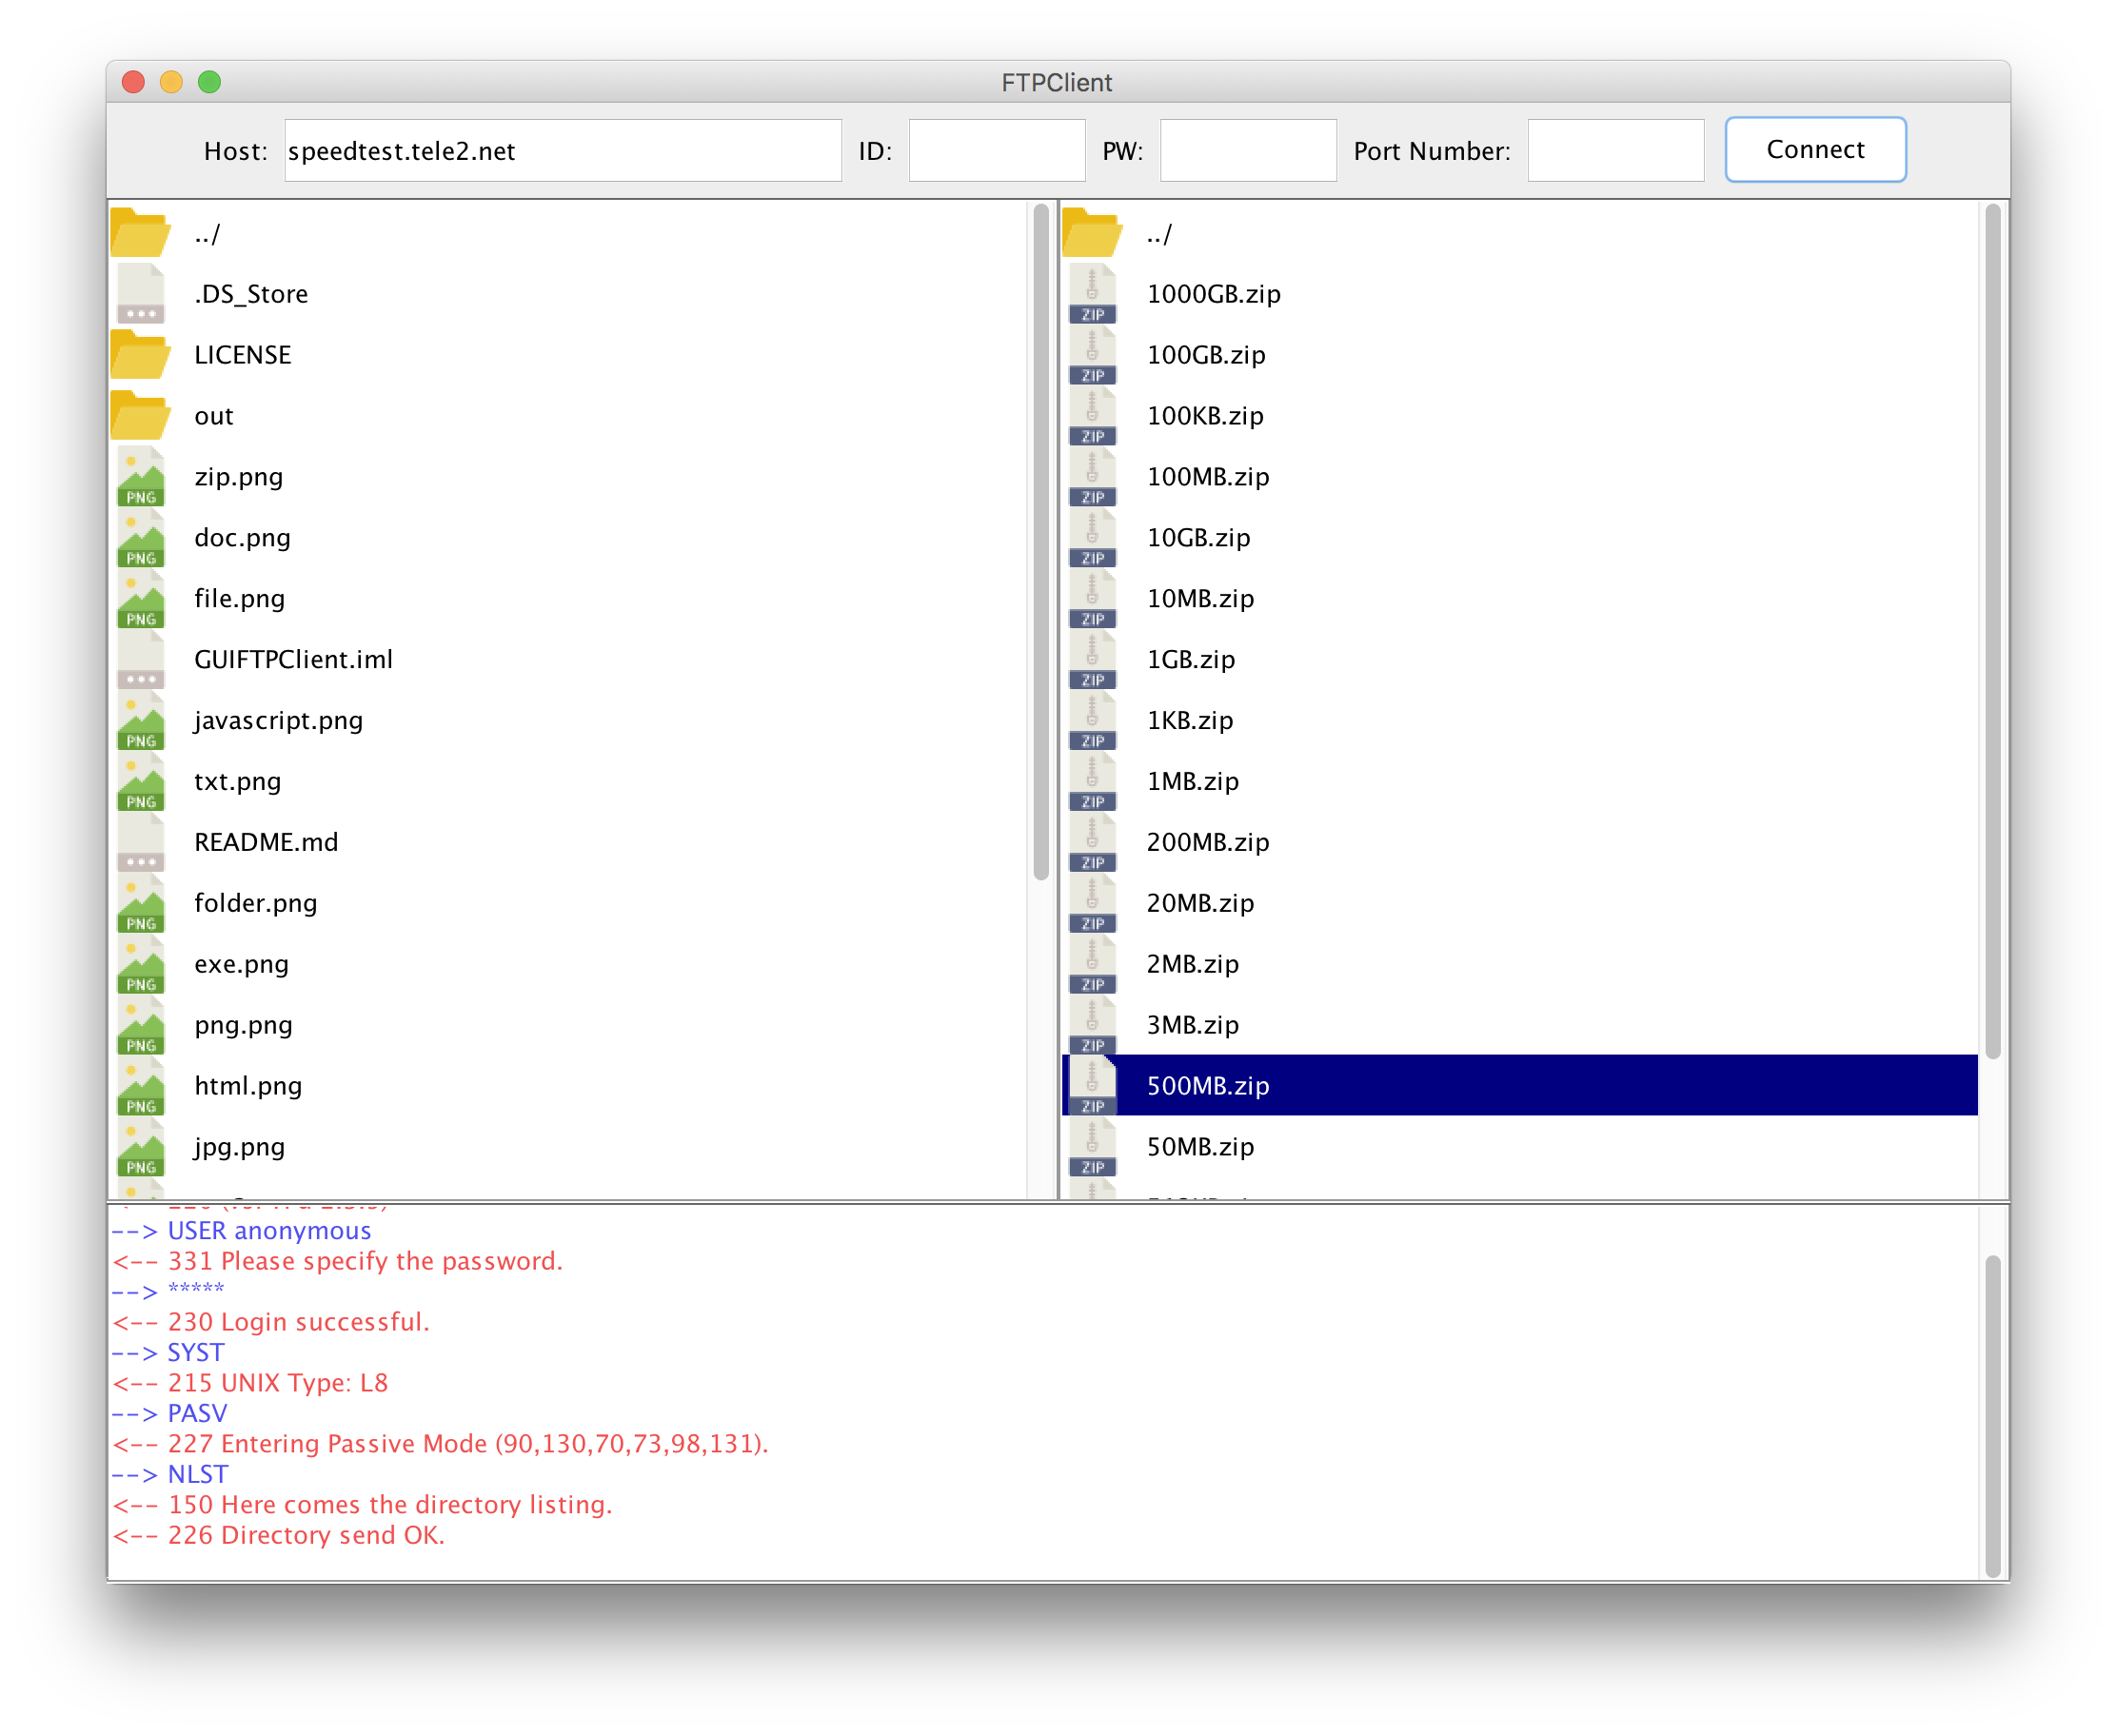 FTPClient
Host: speedtest.tele2.net ID: PW: Port Number: Connect
../
.DS_Store
LICENSE
out
PNG zip.png
PNG doc.png
PNG file.png
GUIFTPClient.iml
PNG javascript.png
PNG txt.png
README.md
PNG folder.png
PNG exe.png
PNG png.png
PNG html.png
PNG jpg.png
../
ZIP 1000GB.zip
ZIP 100GB.zip
ZIP 100KB.zip
ZIP 100MB.zip
ZIP 10GB.zip
ZIP 10MB.zip
ZIP 1GB.zip
ZIP 1KB.zip
ZIP 1MB.zip
ZIP 200MB.zip
ZIP 20MB.zip
ZIP 2MB.zip
ZIP 3MB.zip
ZIP 500MB.zip
ZIP 50MB.zip
--> USER anonymous
<-- 331 Please specify the password.
--> *****
<-- 230 Login successful.
--> SYST
<-- 215 UNIX Type: L8
--> PASV
<-- 227 Entering Passive Mode (90,130,70,73,98,131).
--> NLST
<-- 150 Here comes the directory listing.
<-- 226 Directory send OK.